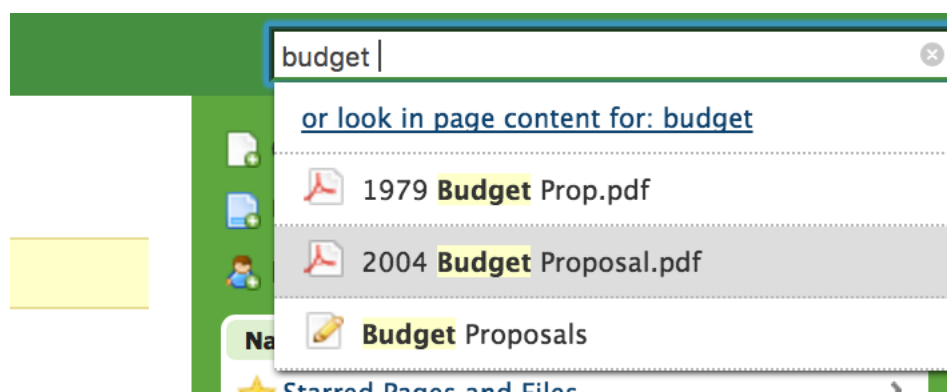 budget
or look in page content for: budget
1979 Budget Prop.pdf
2004 Budget Proposal.pdf
Budget Proposals
Na
Starred Pages and Files